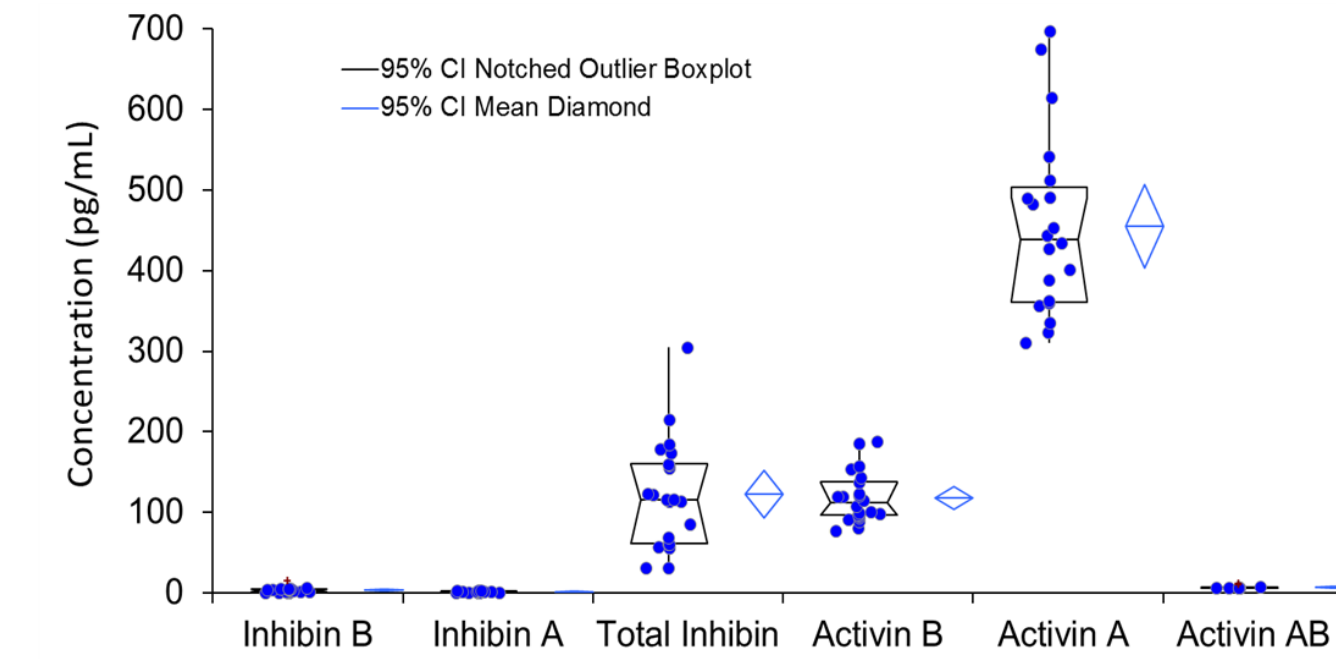 700
95% CI Notched Outlier Boxplot
95% CI Mean Diamond
600
500
400
300
200
100
0
Concentration (pg/mL)
Inhibin B Inhibin A Total Inhibin Activin B Activin A Activin AB